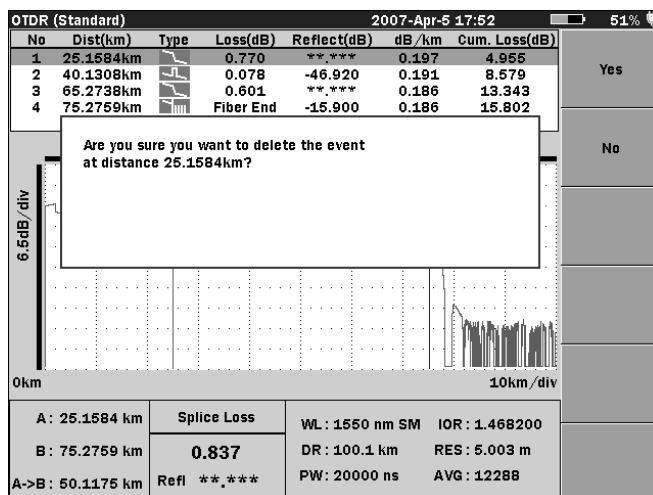 OTDR (Standard) 2007-Apr-5 17:52 51%
No Dist(km) Type Loss(dB) Reflect(dB) dB/km Cum. Loss(dB)
1 25.1584km 0.770 **.*** 0.197 4.955
2 40.1308km 0.078 -46.920 0.191 8.579
3 65.2738km 0.601 **.*** 0.186 13.343
4 75.2759km Fiber End -15.900 0.186 15.802
Yes
No
Are you sure you want to delete the event
at distance 25.1584km?
6.5dB/div
0km 10km/div
A: 25.1584 km
B: 75.2759 km
A->B: 50.1175 km
Splice Loss
0.837
Refl **.***
WL: 1550 nm SM IOR: 1.468200
DR: 100.1 km RES: 5.003 m
PW: 20000 ns AVG: 12288